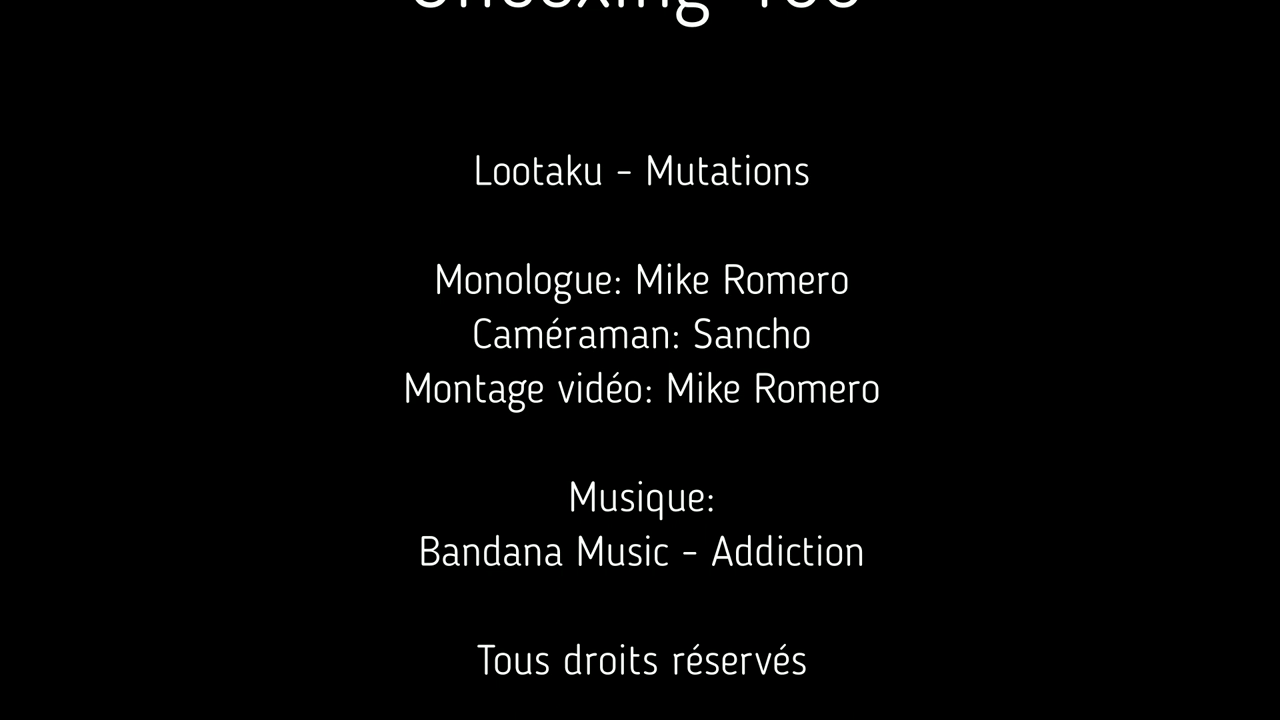 Lootaku - Mutations
Monologue: Mike Romero
Caméraman: Sancho
Montage vidéo: Mike Romero
Musique:
Bandana Music - Addiction
Tous droits réservés